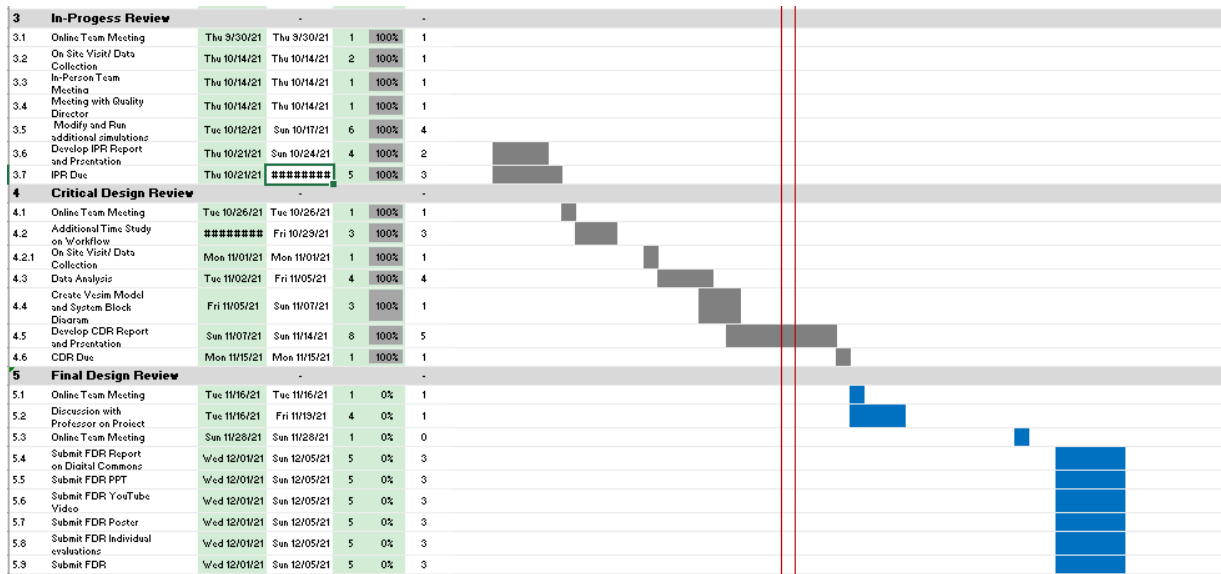 3 In-Progess Review - -
3.1 Online Team Meeting Thu 9/30/21 Thu 9/30/21 1 100% 1
3.2 On Site Visit/ Data Thu 10/14/21 Thu 10/14/21 2 100% 1
Collection
3.3 In-Person Team Thu 10/14/21 Thu 10/14/21 1 100% 1
Meeting
3.4 Meeting with Quality Thu 10/14/21 Thu 10/14/21 1 100% 1
Director
3.5 Modify and Run Tue 10/12/21 Sun 10/17/21 6 100% 4
additional simulations
3.6 Develop IPR Report Thu 10/21/21 Sun 10/24/21 4 100% 2
and Prsentation
3.7 IPR Due Thu 10/21/21 ######## 5 100% 3
4 Critical Design Review - -
4.1 Online Team Meeting Tue 10/26/21 Tue 10/26/21 1 100% 1
4.2 Additional Time Study ######## Fri 10/29/21 3 100% 3
on Workflow
4.2.1 On Site Visit/ Data Mon 11/01/21 Mon 11/01/21 1 100% 1
Collection
4.3 Data Analysis Tue 11/02/21 Fri 11/05/21 4 100% 4
4.4 Create Vesim Model Fri 11/05/21 Sun 11/07/21 3 100% 1
and System Block
Diagram
4.5 Develop CDR Report Sun 11/07/21 Sun 11/14/21 8 100% 5
and Prsentation
4.6 CDR Due Mon 11/15/21 Mon 11/15/21 1 100% 1
5 Final Design Review - -
5.1 Online Team Meeting Tue 11/16/21 Tue 11/16/21 1 0% 1
5.2 Discussion with Tue 11/16/21 Fri 11/19/21 4 0% 1
Professor on Project
5.3 Online Team Meeting Sun 11/28/21 Sun 11/28/21 1 0% 0
5.4 Submit FDR Report Wed 12/01/21 Sun 12/05/21 5 0% 3
on Digital Commons
5.5 Submit FDR PPT Wed 12/01/21 Sun 12/05/21 5 0% 3
5.6 Submit FDR YouTube Wed 12/01/21 Sun 12/05/21 5 0% 3
Video
5.7 Submit FDR Poster Wed 12/01/21 Sun 12/05/21 5 0% 3
5.8 Submit FDR Individual Wed 12/01/21 Sun 12/05/21 5 0% 3
evaluations
5.9 Submit FDR Wed 12/01/21 Sun 12/05/21 5 0% 3